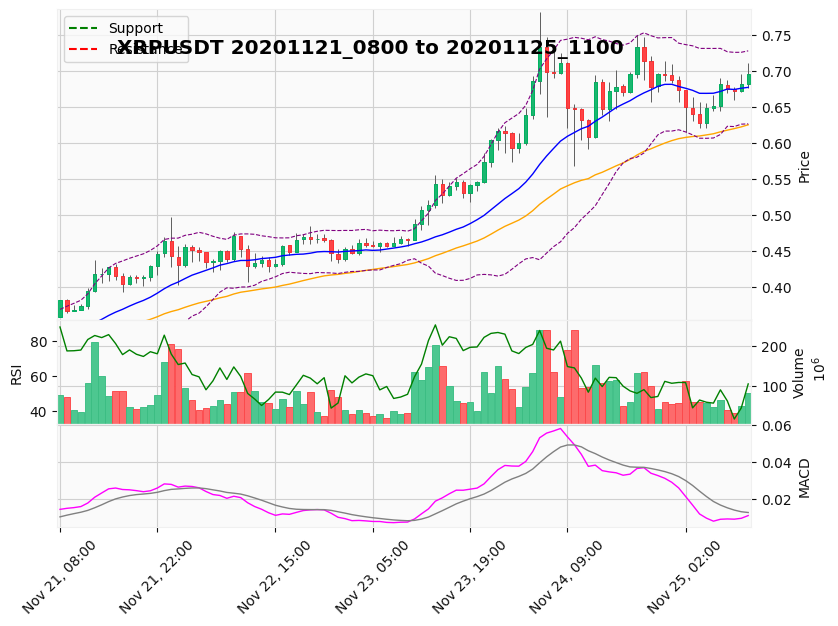 XRPUSDT 20201121_0800 to 20201125_1100
Support
Resistance
0.75
0.70
0.65
0.60
0.55
0.50
0.45
0.40
Price
80
60
40
RSI
200
100
Volume
10^6
0.06
0.04
0.02
MACD
Nov 21, 08:00
Nov 21, 22:00
Nov 22, 15:00
Nov 23, 05:00
Nov 23, 19:00
Nov 24, 09:00
Nov 25, 02:00